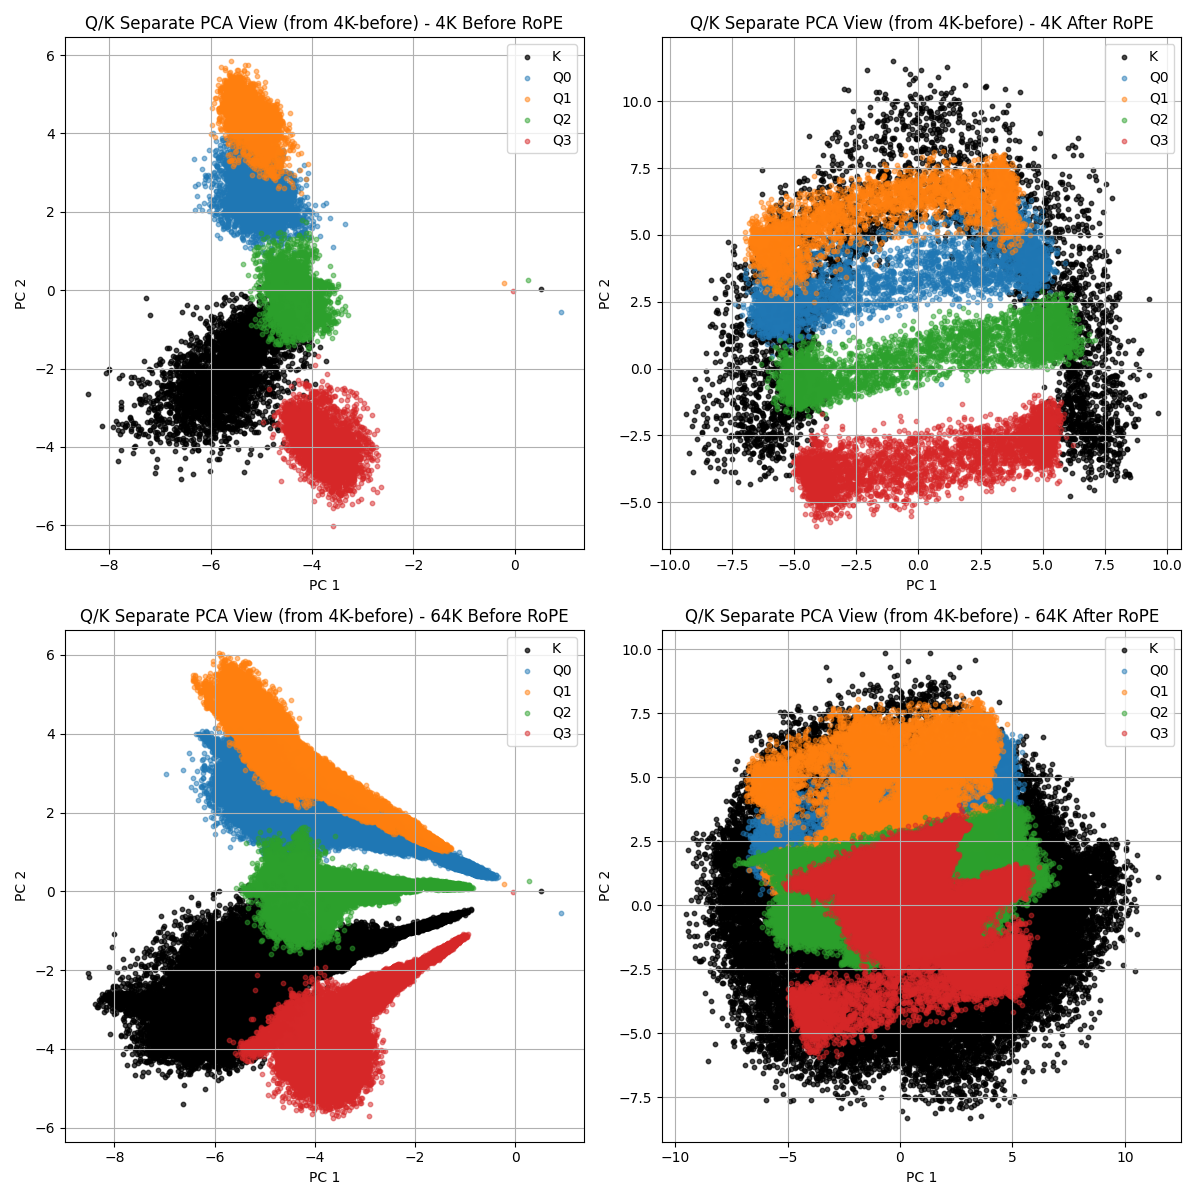 Q/K Separate PCA View (from 4K-before) - 4K Before RoPE
6
4
2
0
−2
−4
−6
−8
−6
−4
−2
0
PC 1
PC 2
K
Q0
Q1
Q2
Q3
Q/K Separate PCA View (from 4K-before) - 4K After RoPE
10.0
7.5
5.0
2.5
0.0
−2.5
−5.0
−10.0
−7.5
−5.0
−2.5
0.0
2.5
5.0
7.5
10.0
PC 1
PC 2
K
Q0
Q1
Q2
Q3
Q/K Separate PCA View (from 4K-before) - 64K Before RoPE
6
4
2
0
−2
−4
−6
−8
−6
−4
−2
0
PC 1
PC 2
K
Q0
Q1
Q2
Q3
Q/K Separate PCA View (from 4K-before) - 64K After RoPE
10.0
7.5
5.0
2.5
0.0
−2.5
−5.0
−7.5
−10
−5
0
5
10
PC 1
PC 2
K
Q0
Q1
Q2
Q3